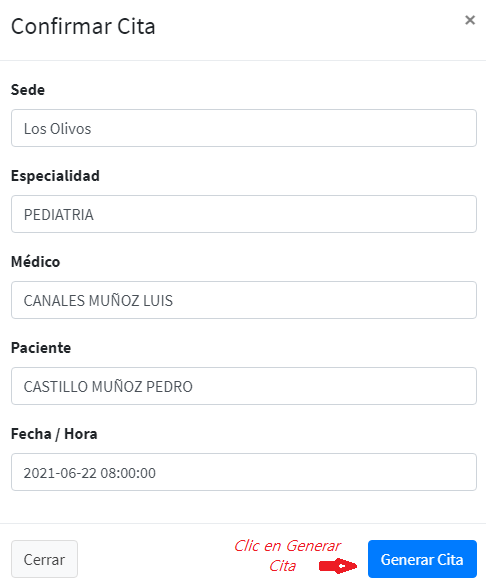 Confirmar Cita ×
Sede
Los Olivos
Especialidad
PEDIATRIA
Médico
CANALES MUÑOZ LUIS
Paciente
CASTILLO MUÑOZ PEDRO
Fecha / Hora
2021-06-22 08:00:00
Cerrar
Clic en Generar
Cita
Generar Cita